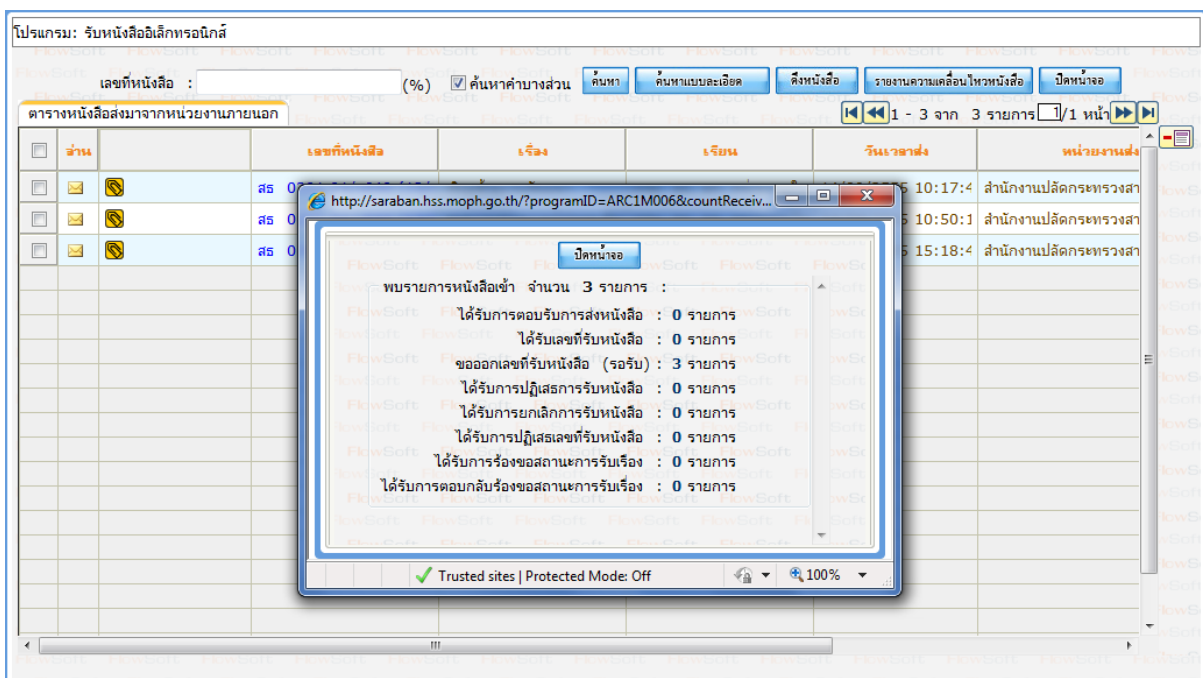 โปรแกรม: รับหนังสืออิเล็กทรอนิกส์
เลขที่หนังสือ : (%) ค้นหาคำบางส่วน ค้นหา ค้นหาแบบละเอียด ดึงหนังสือ รายงานความเคลื่อนไหวหนังสือ ปิดหน้าจอ
ตารางหนังสือส่งมาจากหน่วยงานภายนอก 1 - 3 จาก 3 รายการ 1/1 หน้า
อ่าน เลขที่หนังสือ เรื่อง เรียน วันเวลาส่ง หน่วยงานส่ง
สธ 10:17:4 สำนักงานปลัดกระทรวงสา
สธ 0 10:50:1 สำนักงานปลัดกระทรวงสา
สธ 0 15:18:4 สำนักงานปลัดกระทรวงสา
http://saraban.hss.moph.go.th/?programID=ARC1M006&countReceiv...
ปิดหน้าจอ
พบรายการหนังสือเข้า จำนวน 3 รายการ :
ได้รับการตอบรับการส่งหนังสือ : 0 รายการ
ได้รับเลขที่รับหนังสือ : 0 รายการ
ขอออกเลขที่รับหนังสือ (รอรับ) : 3 รายการ
ได้รับการปฏิเสธการรับหนังสือ : 0 รายการ
ได้รับการยกเลิกการรับหนังสือ : 0 รายการ
ได้รับการปฏิเสธเลขที่รับหนังสือ : 0 รายการ
ได้รับการร้องขอสถานะการรับเรื่อง : 0 รายการ
ได้รับการตอบกลับร้องขอสถานะการรับเรื่อง : 0 รายการ
Trusted sites | Protected Mode: Off 100%